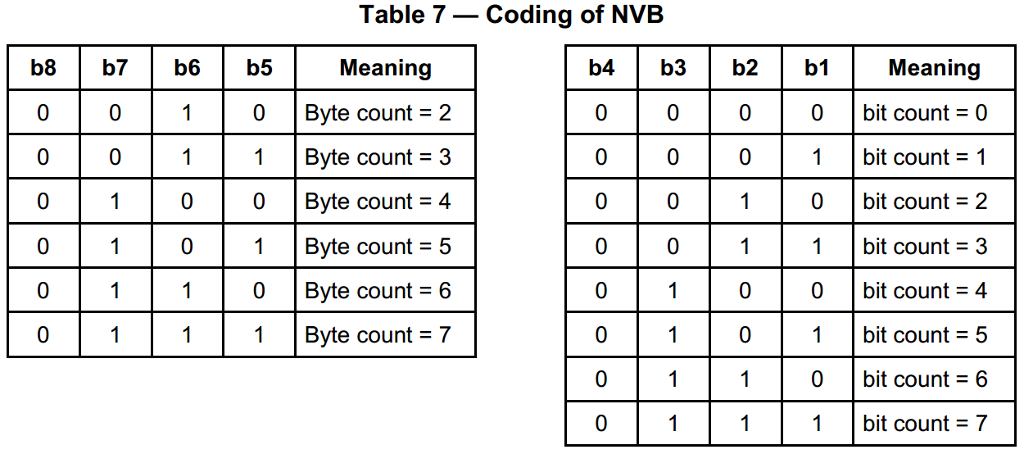 Table 7 — Coding of NVB
b8 b7 b6 b5 Meaning
0 0 1 0 Byte count = 2
0 0 1 1 Byte count = 3
0 1 0 0 Byte count = 4
0 1 0 1 Byte count = 5
0 1 1 0 Byte count = 6
0 1 1 1 Byte count = 7
b4 b3 b2 b1 Meaning
0 0 0 0 bit count = 0
0 0 0 1 bit count = 1
0 0 1 0 bit count = 2
0 0 1 1 bit count = 3
0 1 0 0 bit count = 4
0 1 0 1 bit count = 5
0 1 1 0 bit count = 6
0 1 1 1 bit count = 7